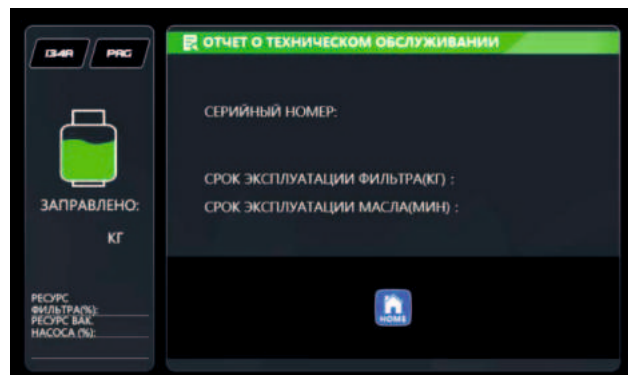 134A PAG
ОТЧЕТ О ТЕХНИЧЕСКОМ ОБСЛУЖИВАНИИ
ЗАПРАВЛЕНО:
КГ
РЕСУРС
ФИЛЬТРА(%):
РЕСУРС ВАК.
НАСОСА (%):
СЕРИЙНЫЙ НОМЕР:
СРОК ЭКСПЛУАТАЦИИ ФИЛЬТРА(КГ) :
СРОК ЭКСПЛУАТАЦИИ МАСЛА(МИН) :
HOME